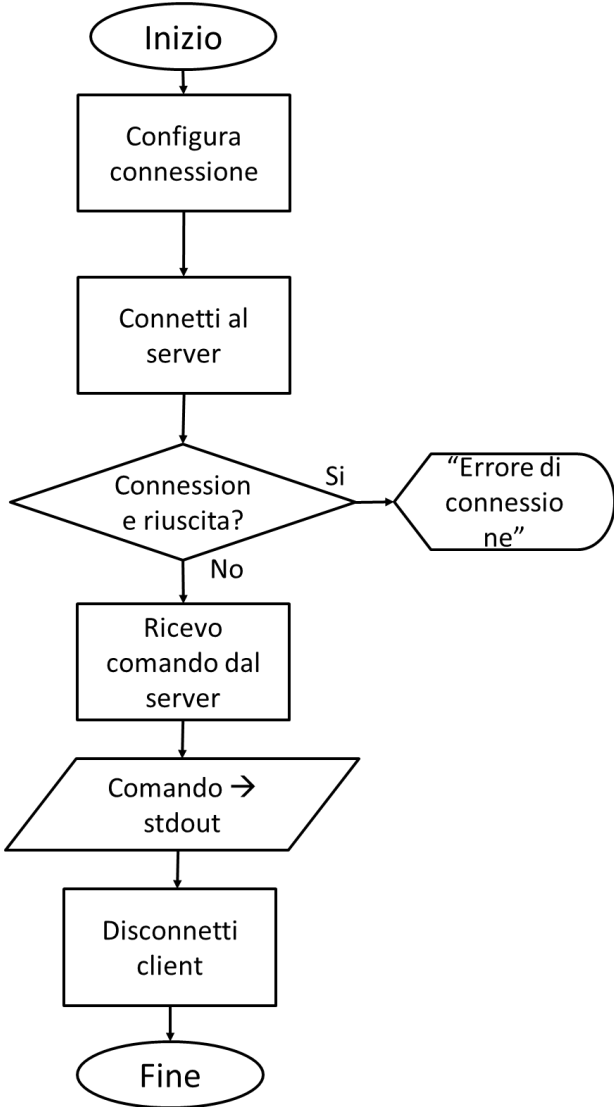 Inizio
Configura
connessione
Connetti al
server
Connession
e riuscita?
Si
“Errore di
connessio
ne”
No
Ricevo
comando dal
server
Comando →
stdout
Disconnetti
client
Fine